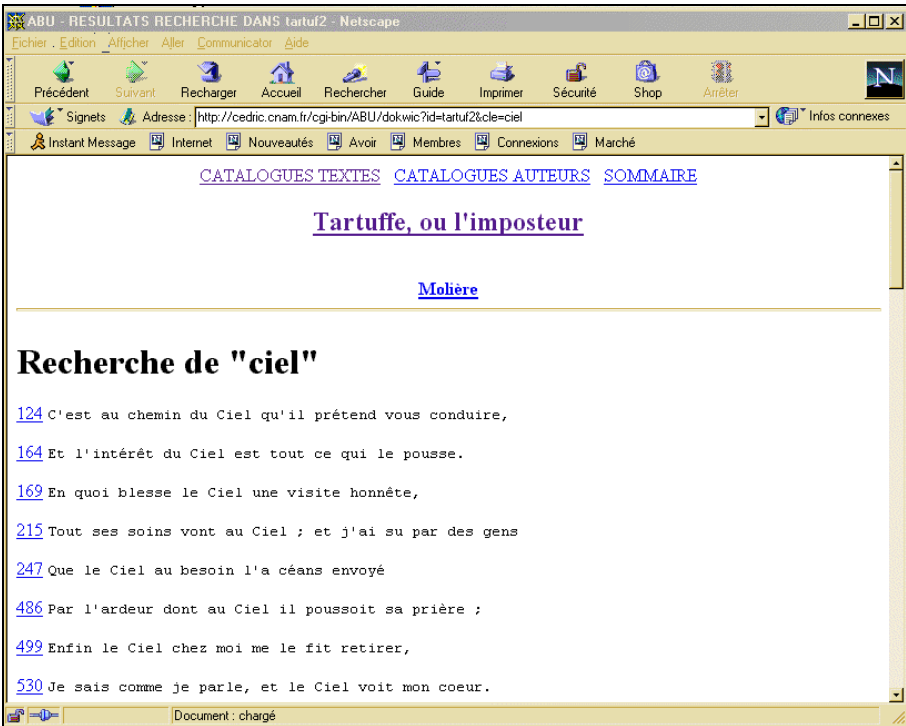 ABU - RESULTATS RECHERCHE DANS tartuf2 - Netscape
Fichier Edition Afficher Aller Communicator Aide
Précédent Suivant Recharger Accueil Rechercher Guide Imprimer Sécurité Shop Arrêter
N
Signets Adresse : http://cedric.cnam.fr/cgi-bin/ABU/dokwic?id=tartuf2&cle=ciel Infos connexes
Instant Message Internet Nouveautés Avoir Membres Connexions Marché
CATALOGUES TEXTES CATALOGUES AUTEURS SOMMAIRE
Tartuffe, ou l'imposteur
Molière
Recherche de "ciel"
124 C'est au chemin du Ciel qu'il prétend vous conduire,
164 Et l'intérêt du Ciel est tout ce qui le pousse.
169 En quoi blesse le Ciel une visite honnête,
215 Tout ses soins vont au Ciel ; et j'ai su par des gens
247 Que le Ciel au besoin l'a céans envoyé
486 Par l'ardeur dont au Ciel il poussoit sa prière ;
499 Enfin le Ciel chez moi me le fit retirer,
530 Je sais comme je parle, et le Ciel voit mon coeur.
Document : chargé